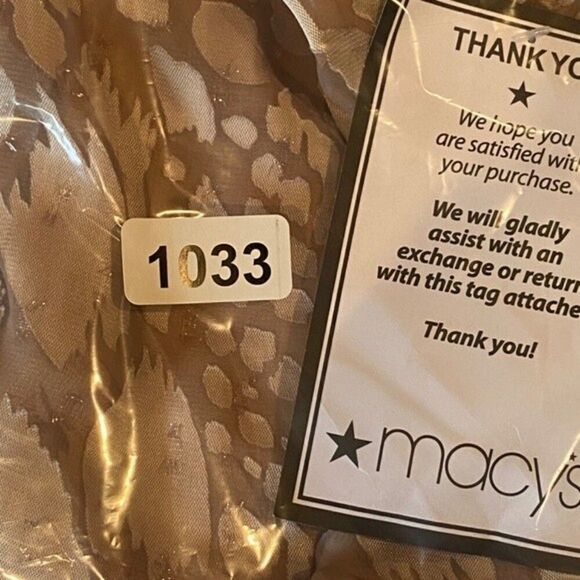 1033
THANK YO
★
We hope you
are satisfied with
your purchase.
We will gladly
assist with an
exchange or return
with this tag attache
Thank you!
★macy's